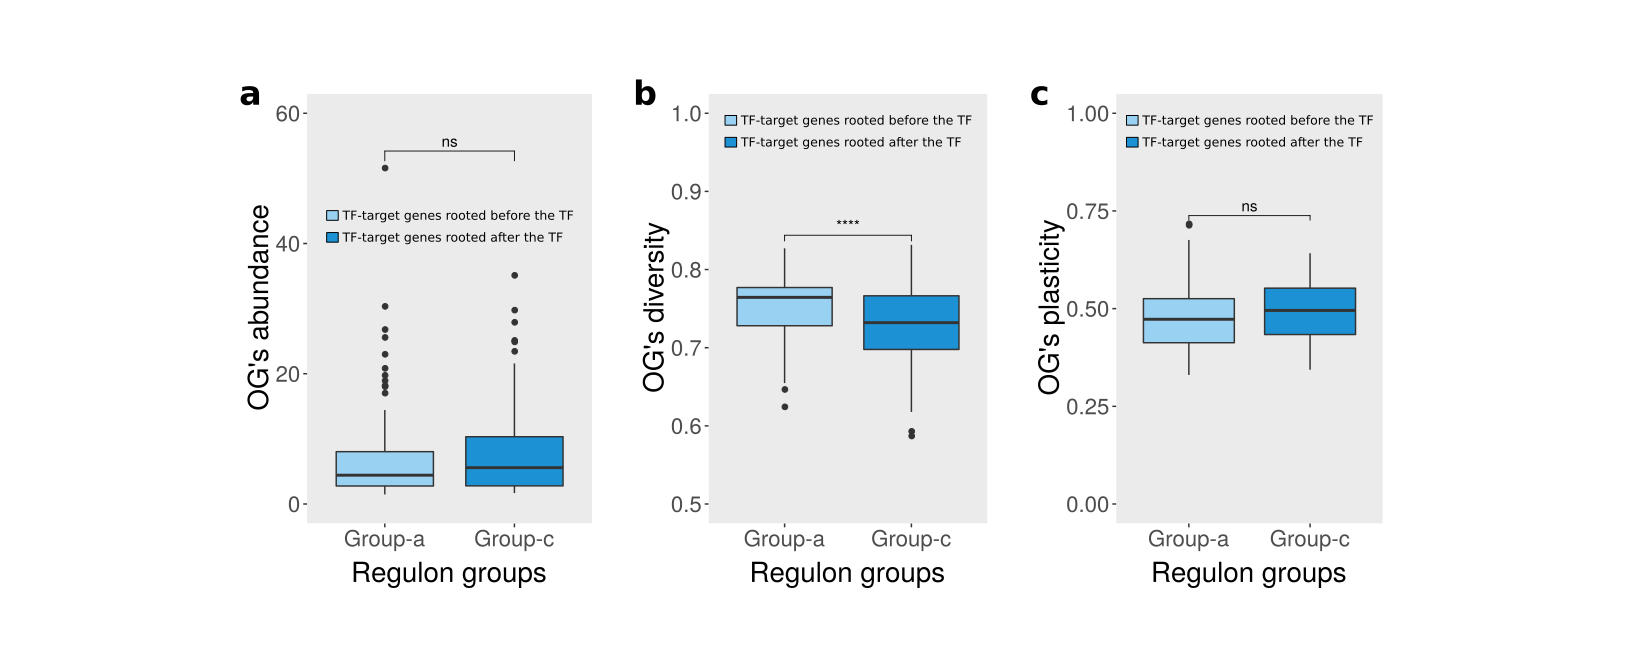 a
60
40
20
0
OG's abundance
ns
TF-target genes rooted before the TF
TF-target genes rooted after the TF
Group-a
Group-c
Regulon groups
b
1.0
0.9
0.8
0.7
0.6
0.5
OG's diversity
TF-target genes rooted before the TF
TF-target genes rooted after the TF
****
Group-a
Group-c
Regulon groups
c
1.00
0.75
0.50
0.25
0.00
OG's plasticity
TF-target genes rooted before the TF
TF-target genes rooted after the TF
ns
Group-a
Group-c
Regulon groups